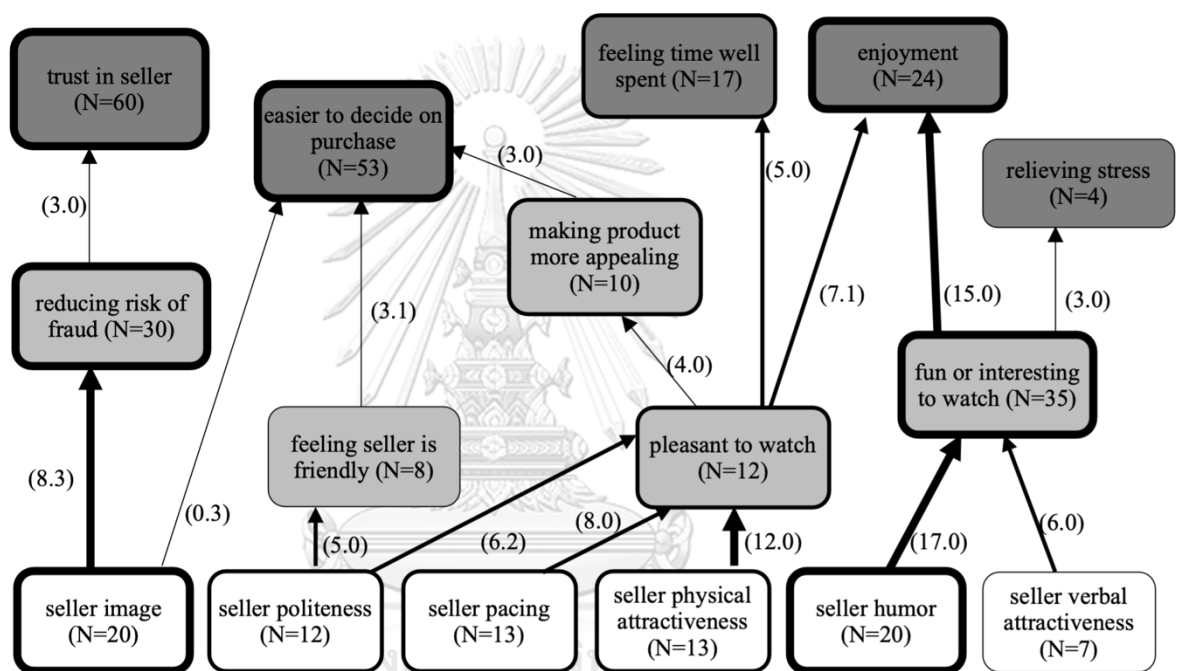 trust in seller
(N=60)
easier to decide on
purchase
(N=53)
feeling time well
spent (N=17)
enjoyment
(N=24)
relieving stress
(N=4)
(3.0)
(3.0)
(5.0)
making product
more appealing
(N=10)
reducing risk of
fraud (N=30)
(3.1)
(7.1)
(15.0)
(3.0)
(4.0)
fun or interesting
to watch (N=35)
feeling seller is
friendly (N=8)
pleasant to watch
(N=12)
(8.3)
(0.3)
(5.0)
(6.2)
(8.0)
(12.0)
(17.0)
(6.0)
seller image
(N=20)
seller politeness
(N=12)
seller pacing
(N=13)
seller physical
attractiveness
(N=13)
seller humor
(N=20)
seller verbal
attractiveness
(N=7)